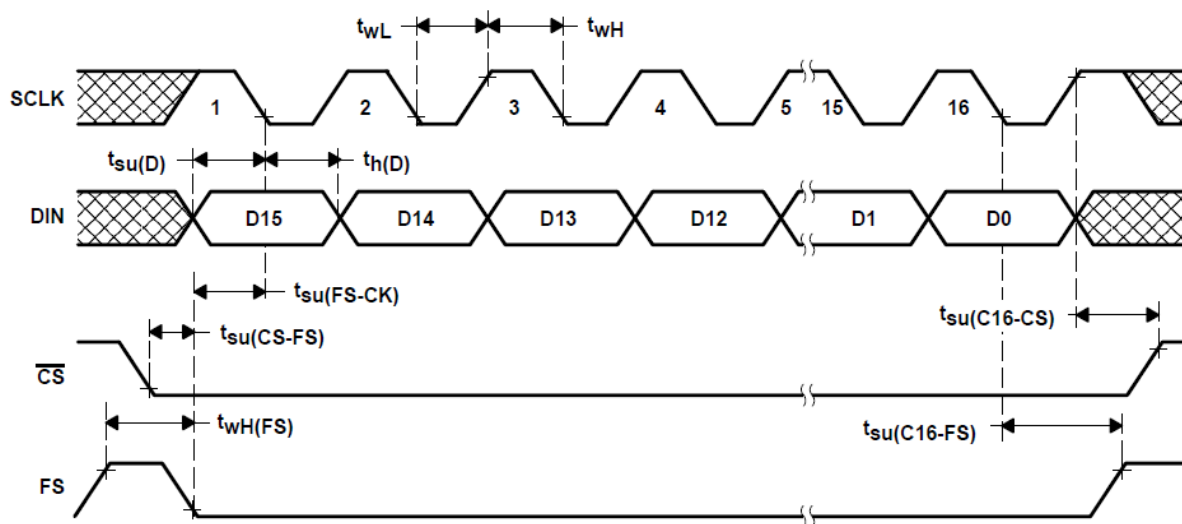 twL twH
SCLK 1 2 3 4 5 15 16
tsu(D) th(D)
DIN D15 D14 D13 D12 D1 D0
tsu(FS-CK)
tsu(CS-FS) tsu(C16-CS)
CS
twH(FS) tsu(C16-FS)
FS